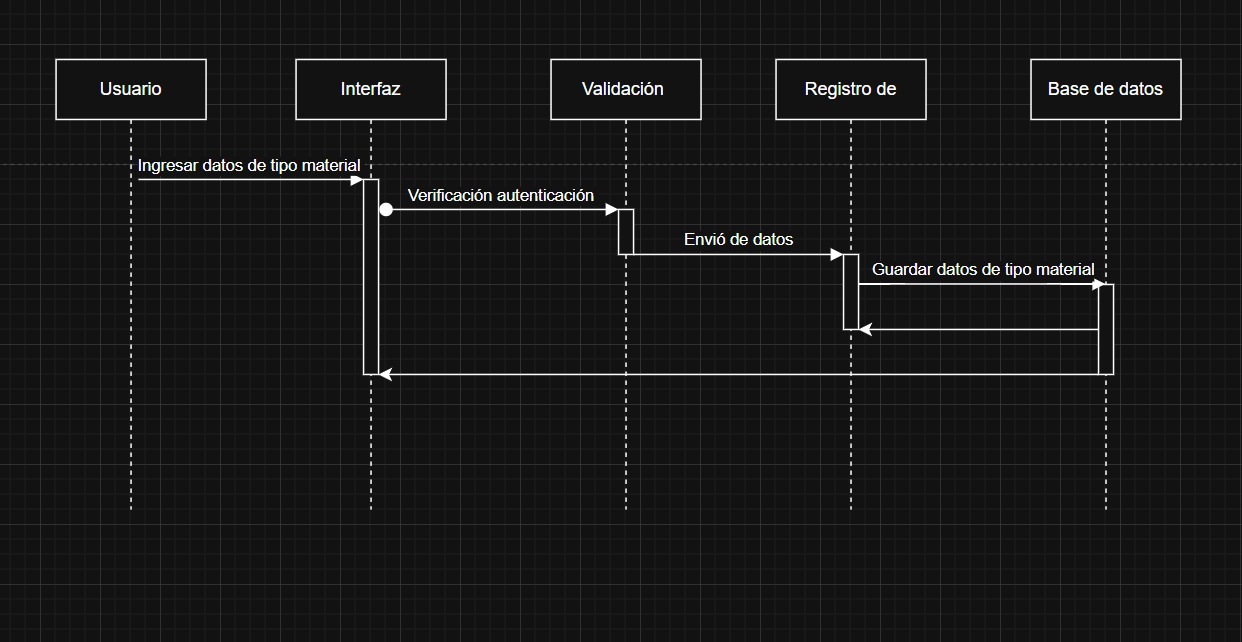 Usuario
Interfaz
Validación
Registro de
Base de datos
Ingresar datos de tipo material
Verificación autenticación
Envió de datos
Guardar datos de tipo material